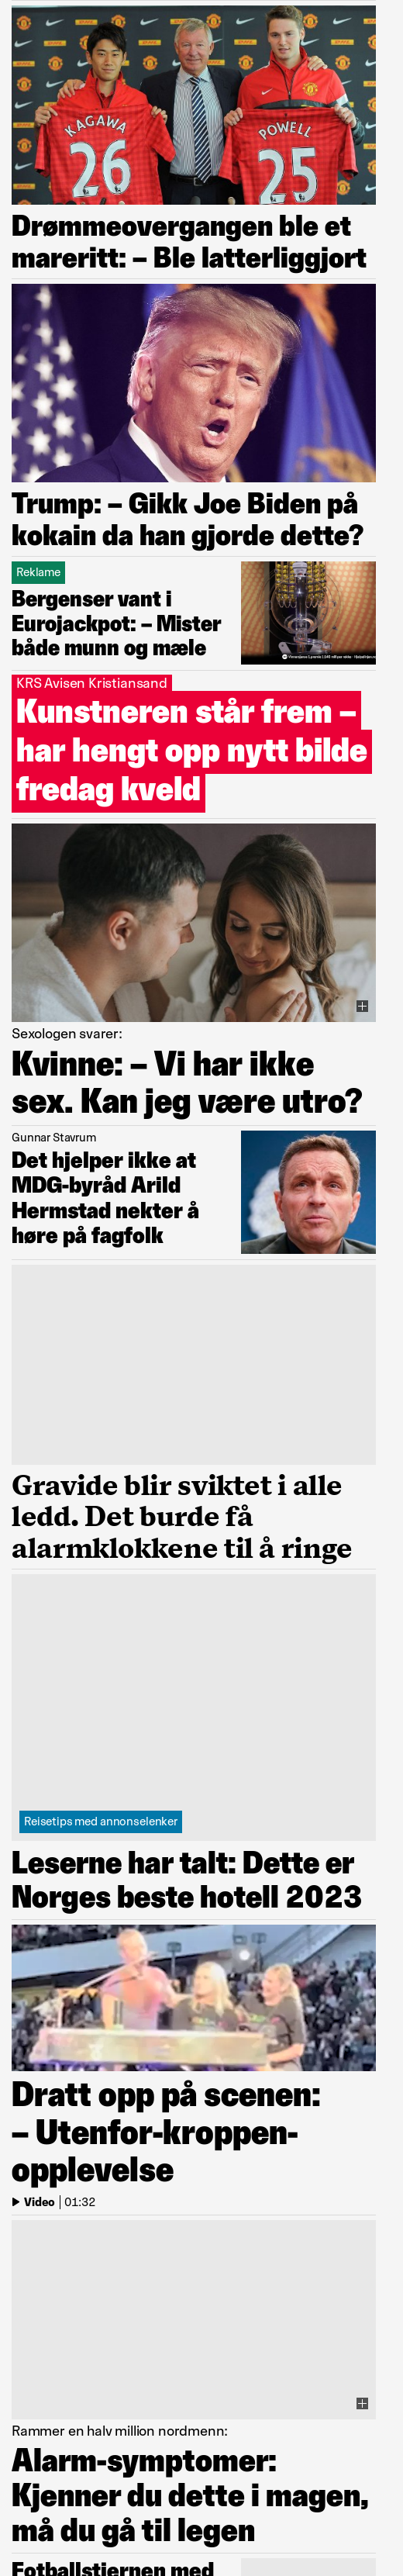 KAGAWA
26
POWELL
25
Drømmeovergangen ble et
mareritt: – Ble latterliggjort
Trump: – Gikk Joe Biden på
kokain da han gjorde dette?
Reklame
Bergenser vant i
Eurojackpot: – Mister
både munn og mæle
KRS Avisen Kristiansand
Kunstneren står frem –
har hengt opp nytt bilde
fredag kveld
Sexologen svarer:
Kvinne: – Vi har ikke
sex. Kan jeg være utro?
Gunnar Stavrum
Det hjelper ikke at
MDG-byråd Arild
Hermstad nekter å
høre på fagfolk
Gravide blir sviktet i alle
ledd. Det burde få
alarmklokkene til å ringe
Reisetips med annonselenker
Leserne har talt: Dette er
Norges beste hotell 2023
Dratt opp på scenen:
– Utenfor-kroppen-
opplevelse
Video | 01:32
Rammer en halv million nordmenn:
Alarm-symptomer:
Kjenner du dette i magen,
må du gå til legen
Fotballstjernen med